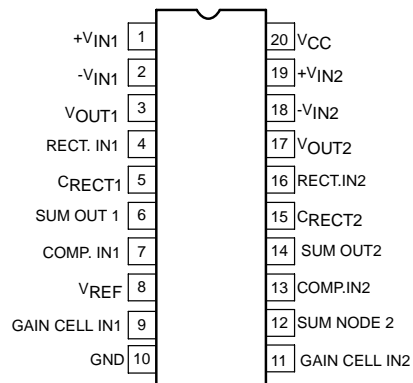 +VIN1 1 20 VCC
-VIN1 2 19 +VIN2
VOUT1 3 18 -VIN2
RECT. IN1 4 17 VOUT2
CRECT1 5 16 RECT.IN2
SUM OUT 1 6 15 CRECT2
COMP. IN1 7 14 SUM OUT2
VREF 8 13 COMP.IN2
GAIN CELL IN1 9 12 SUM NODE 2
GND 10 11 GAIN CELL IN2